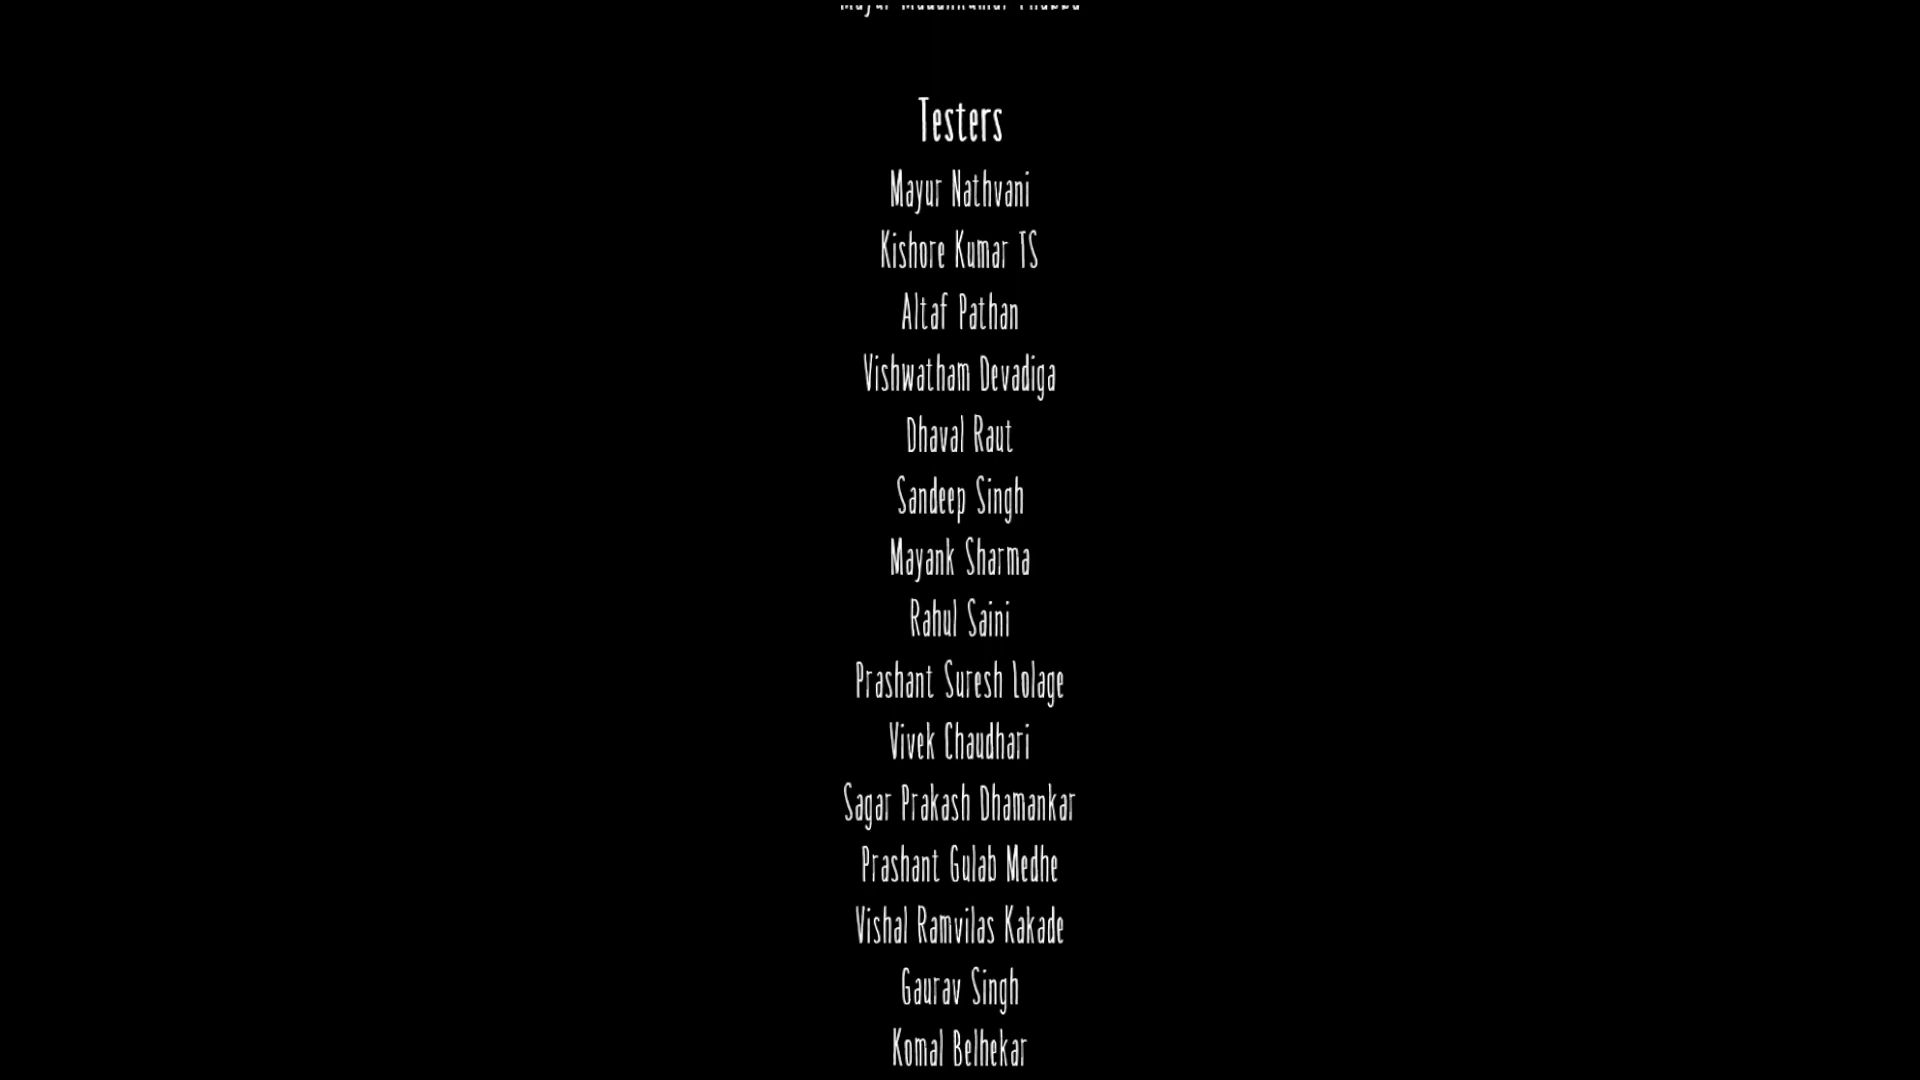 Testers
Mayur Nathvani
Kishore Kumar TS
Altaf Pathan
Vishwatham Devadiga
Dhaval Raut
Sandeep Singh
Mayank Sharma
Rahul Saini
Prashant Suresh Lolage
Vivek Chaudhari
Sagar Prakash Dhamankar
Prashant Gulab Medhe
Vishal Ramvilas Kakade
Gaurav Singh
Komal Belhekar